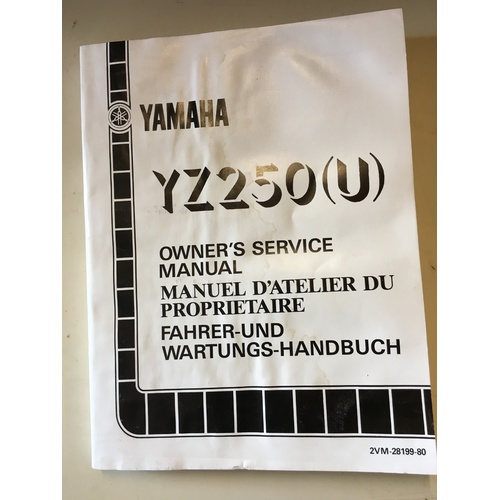 YAMAHA
YZ250(U)
OWNER'S SERVICE
MANUAL
MANUEL D'ATELIER DU
PROPRIETAIRE
FAHRER-UND
WARTUNGS-HANDBUCH
2VM-28199-80